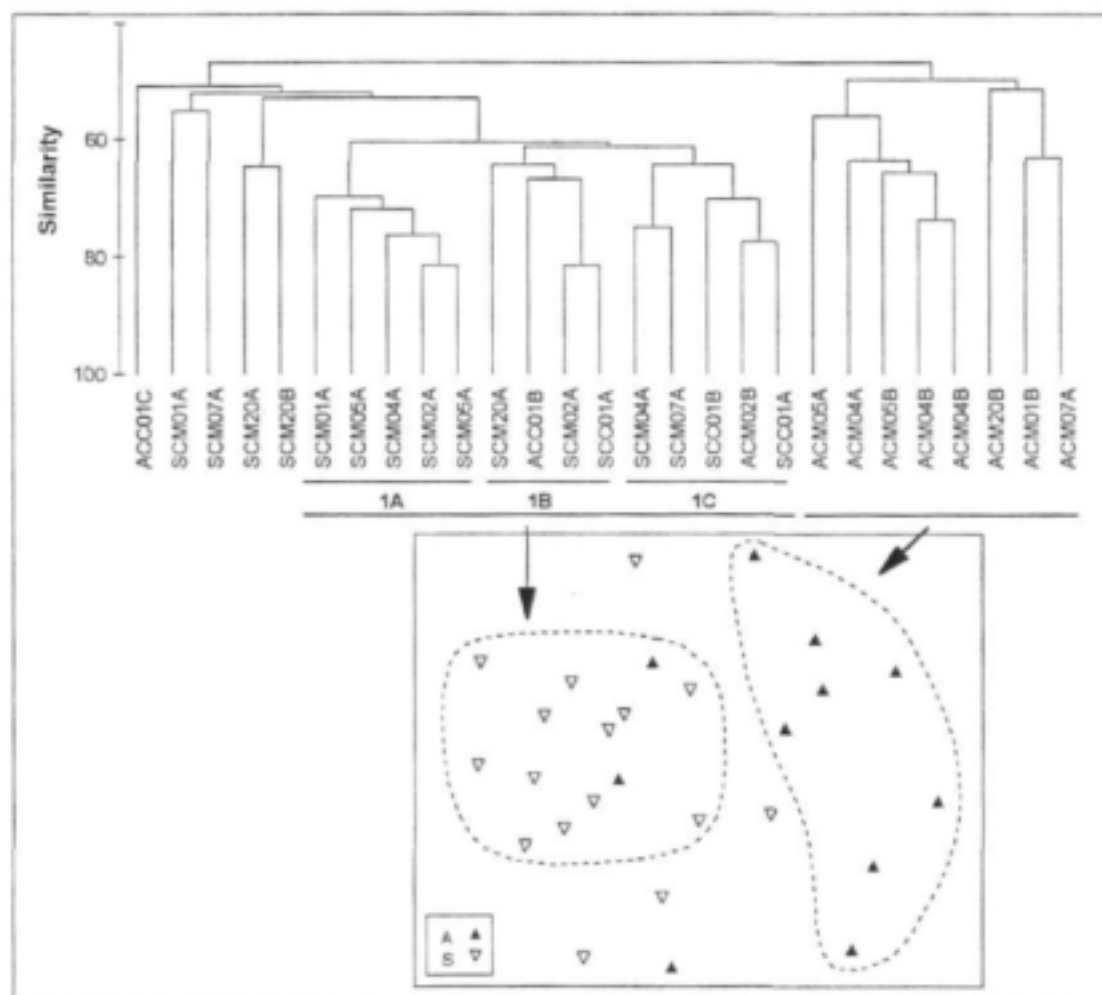 Similarity
60
80
100
ACC01C
SCM01A
SCM07A
SCM20A
SCM20B
SCM01A
SCM05A
SCM04A
SCM02A
SCM05A
SCM20A
ACC01B
SCM02A
SCC01A
SCM04A
SCM07A
SCC01B
ACM02B
SCC01A
ACM05A
ACM04A
ACM05B
ACM04B
ACM04B
ACM20B
ACM01B
ACM07A
1A
1B
1C
A
S